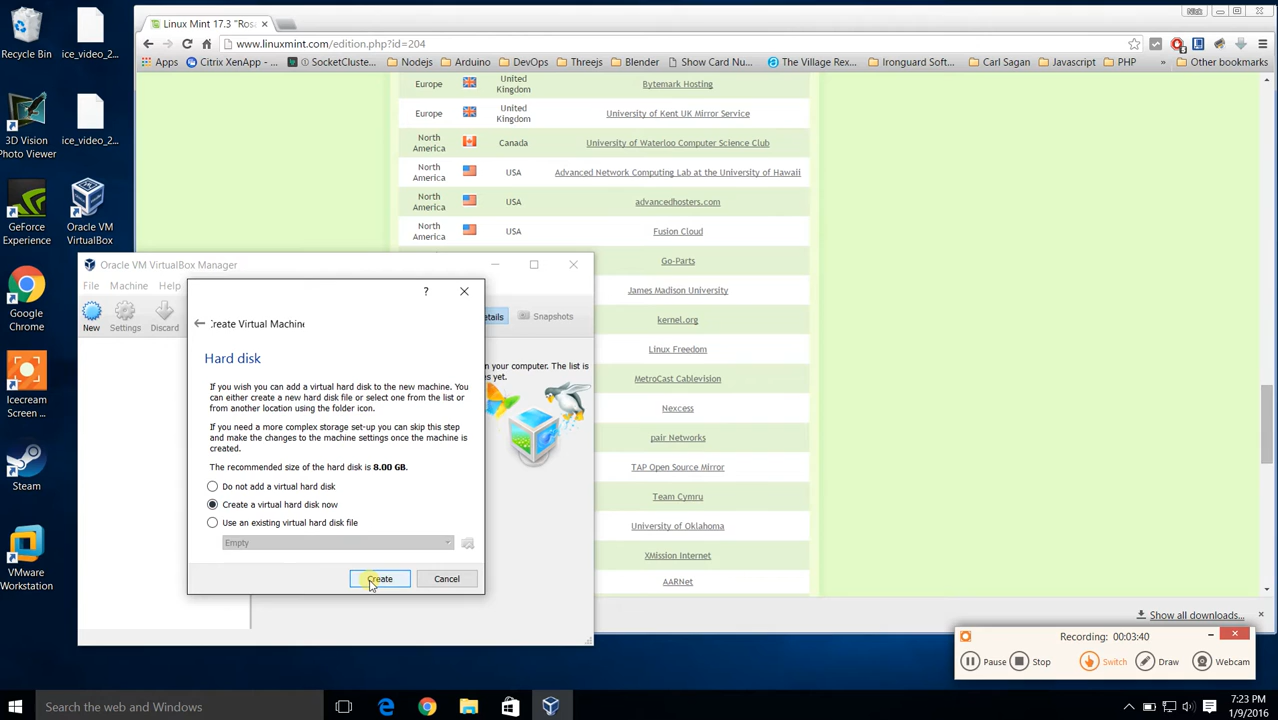 Recycle Bin
ice_video_2...
3D Vision
Photo Viewer
ice_video_2...
GeForce
Experience
Oracle VM
VirtualBox
Google
Chrome
Icecream
Screen ...
Steam
VMware
Workstation
Linux Mint 17.3 "Rosa
Nick
www.linuxmint.com/edition.php?id=204
Apps
Citrix XenApp - ...
SocketCluste...
Nodejs
Arduino
DevOps
Threejs
Blender
Show Card Nu...
The Village Rex...
Ironguard Softw...
Carl Sagan
Javascript
PHP
»
Other bookmarks
Europe
United
Kingdom
Bytemark Hosting
Europe
United
Kingdom
University of Kent UK Mirror Service
North
America
Canada
University of Waterloo Computer Science Club
North
America
USA
Advanced Network Computing Lab at the University of Hawaii
North
America
USA
advancedhosters.com
North
America
USA
Fusion Cloud
Go-Parts
James Madison University
kernel.org
Linux Freedom
MetroCast Cablevision
Nexcess
pair Networks
TAP Open Source Mirror
Team Cymru
University of Oklahoma
XMission Internet
AARNet
Oracle VM VirtualBox Manager
File
Machine
Help
New
Settings
Discard
etails
Snapshots
on your computer. The list is
es yet.
?
Create Virtual Machine
Hard disk
If you wish you can add a virtual hard disk to the new machine. You
can either create a new hard disk file or select one from the list or
from another location using the folder icon.
If you need a more complex storage set-up you can skip this step
and make the changes to the machine settings once the machine is
created.
The recommended size of the hard disk is 8.00 GB.
Do not add a virtual hard disk
Create a virtual hard disk now
Use an existing virtual hard disk file
Empty
Create
Cancel
Show all downloads...
Recording: 00:03:40
Pause
Stop
Switch
Draw
Webcam
Search the web and Windows
7:23 PM
1/9/2016